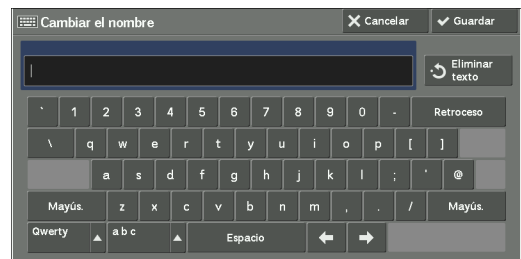 Cambiar el nombre
Cancelar
Guardar
Eliminar
texto
` 1 2 3 4 5 6 7 8 9 0 - Retroceso
\ q w e r t y u i o p [ ]
a s d f g h j k l ; ' @
Mayús. z x c v b n m , . / Mayús.
Qwerty a b c Espacio